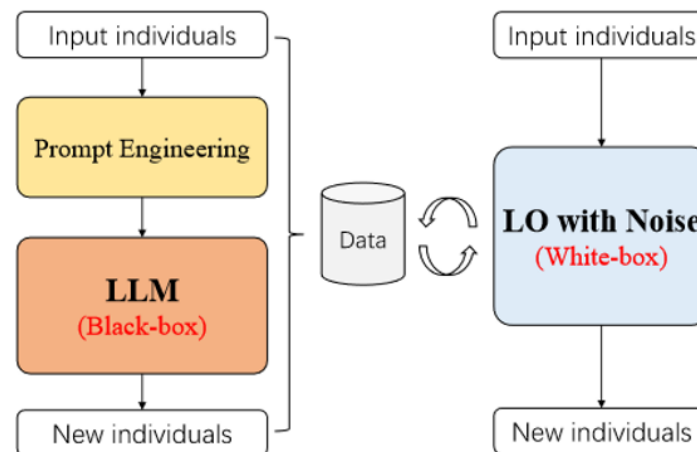 Input individuals
Prompt Engineering
LLM
(Black-box)
New individuals
Data
Input individuals
LO with Noise
(White-box)
New individuals